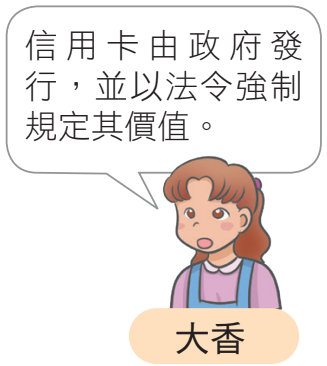 信用卡由政府發
行，並以法令強制
規定其價值。
大香